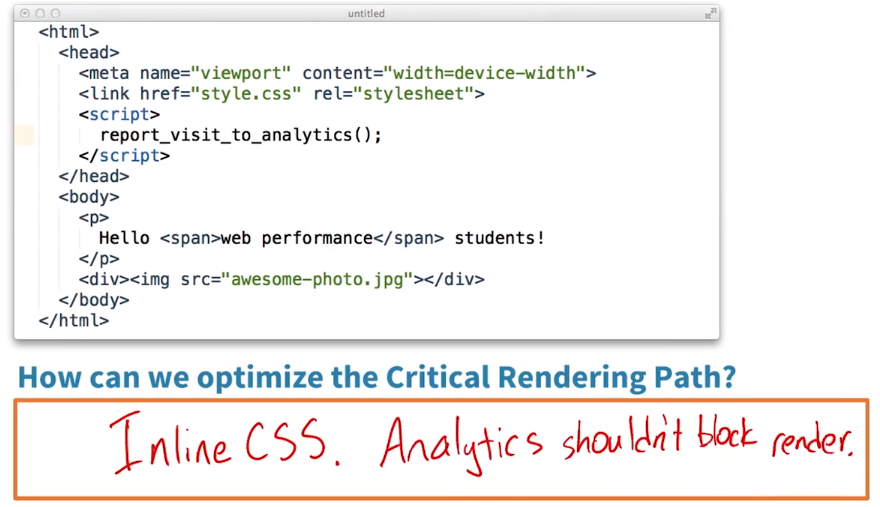 untitled
<html>
<head>
<meta name="viewport" content="width=device-width">
<link href="style.css" rel="stylesheet">
<script>
report_visit_to_analytics();
</script>
</head>
<body>
<p>
Hello <span>web performance</span> students!
</p>
<div><img src="awesome-photo.jpg"></div>
</body>
</html>
How can we optimize the Critical Rendering Path?
Inline CSS. Analytics shouldn't block render.